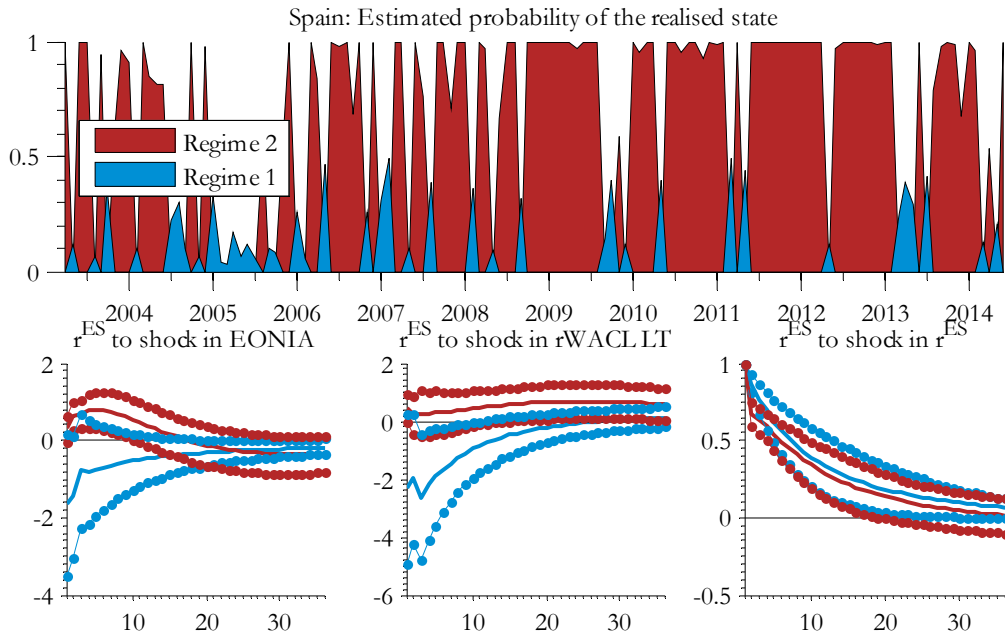 Spain: Estimated probability of the realised state
1
0.5
0
Regime 2
Regime 1
2004 2005 2006 2007 2008 2009 2010 2011 2012 2013 2014
r^ES to shock in EONIA
r^ES to shock in rWACL LT
r^ES to shock in r^ES
2
0
-2
-4
10 20 30
2
0
-2
-4
-6
10 20 30
1
0.5
0
-0.5
10 20 30